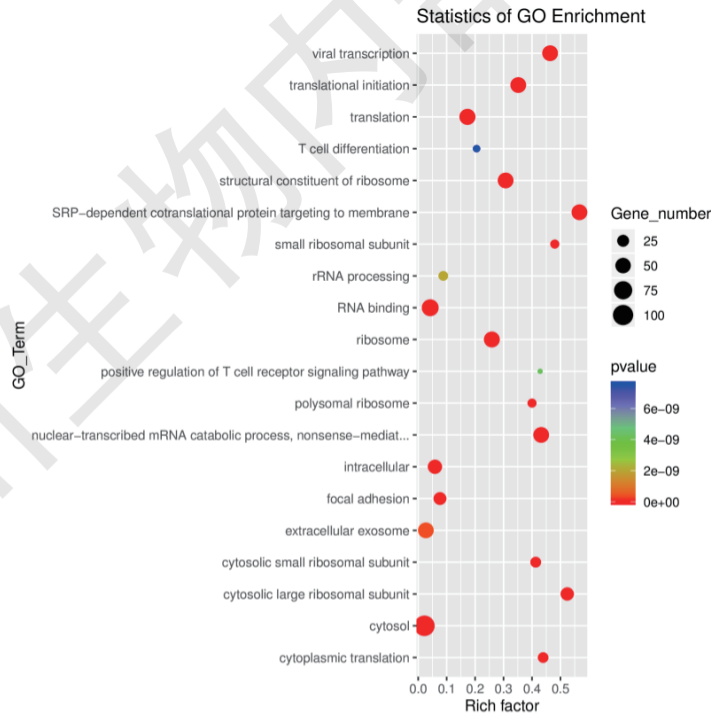 Statistics of GO Enrichment
viral transcription
translational initiation
translation
T cell differentiation
structural constituent of ribosome
SRP−dependent cotranslational protein targeting to membrane
small ribosomal subunit
rRNA processing
RNA binding
ribosome
positive regulation of T cell receptor signaling pathway
polysomal ribosome
nuclear−transcribed mRNA catabolic process, nonsense−mediat...
intracellular
focal adhesion
extracellular exosome
cytosolic small ribosomal subunit
cytosolic large ribosomal subunit
cytosol
cytoplasmic translation
GO_Term
0.0 0.1 0.2 0.3 0.4 0.5
Rich factor
Gene_number
25
50
75
100
pvalue
6e−09
4e−09
2e−09
0e+00
生物内